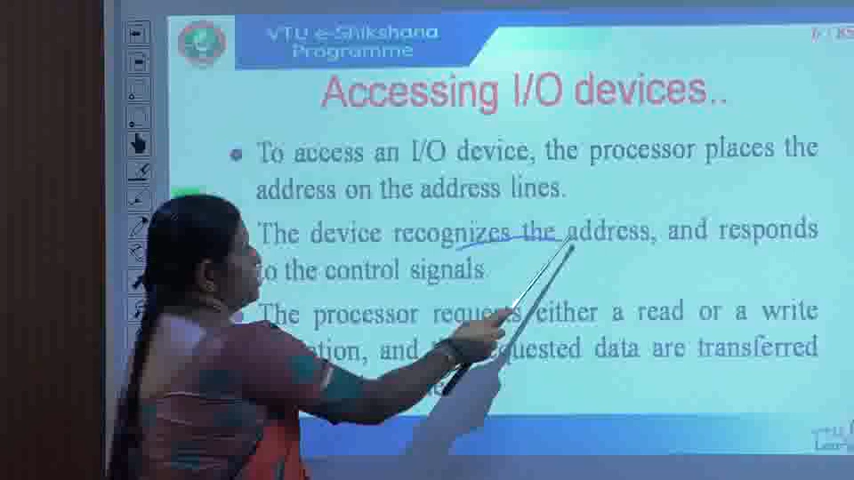 VTU e-Shikshana
Programme
Accessing I/O devices..
To access an I/O device, the processor places the
address on the address lines.
The device recognizes the address, and responds
to the control signals
The processor requests either a read or a write
and requested data are transferred